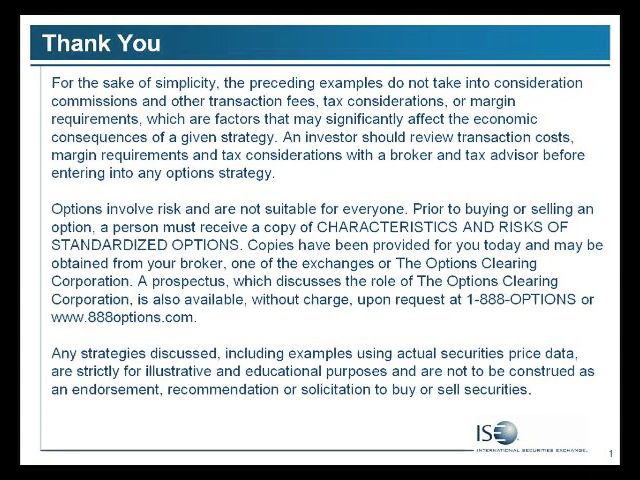 Thank You
For the sake of simplicity, the preceding examples do not take into consideration
commissions and other transaction fees, tax considerations, or margin
requirements, which are factors that may significantly affect the economic
consequences of a given strategy. An investor should review transaction costs,
margin requirements and tax considerations with a broker and tax advisor before
entering into any options strategy.
Options involve risk and are not suitable for everyone. Prior to buying or selling an
option, a person must receive a copy of CHARACTERISTICS AND RISKS OF
STANDARDIZED OPTIONS. Copies have been provided for you today and may be
obtained from your broker, one of the exchanges or The Options Clearing
Corporation. A prospectus, which discusses the role of The Options Clearing
Corporation, is also available, without charge, upon request at 1-888-OPTIONS or
www.888options.com.
Any strategies discussed, including examples using actual securities price data,
are strictly for illustrative and educational purposes and are not to be construed as
an endorsement, recommendation or solicitation to buy or sell securities.
ISE
INTERNATIONAL SECURITIES EXCHANGE.
1